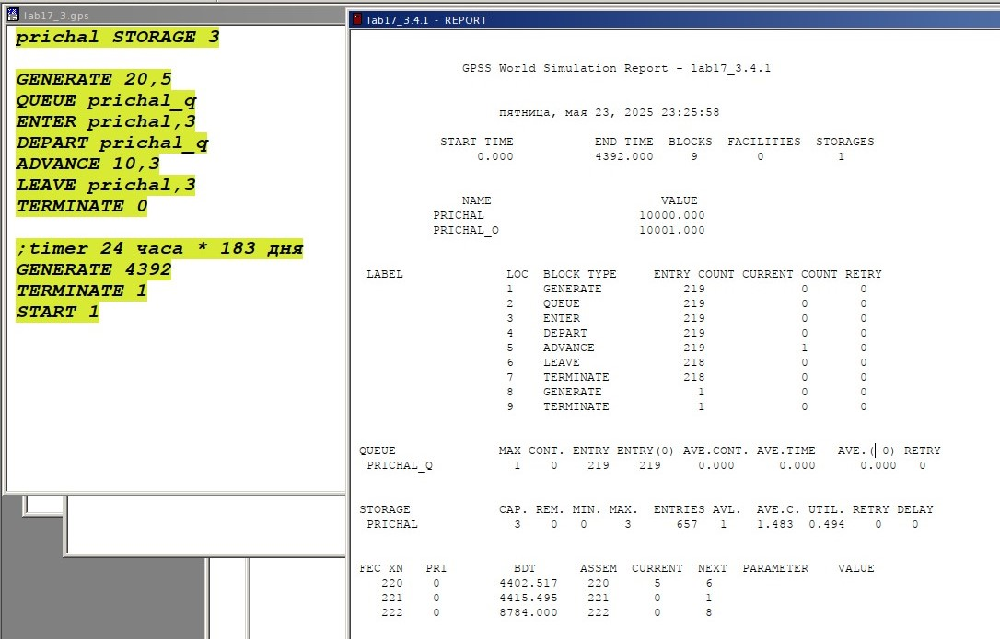 lab17_3.gps
prichal STORAGE 3
GENERATE 20,5
QUEUE prichal_q
ENTER prichal,3
DEPART prichal_q
ADVANCE 10,3
LEAVE prichal,3
TERMINATE 0
;timer 24 часа * 183 дня
GENERATE 4392
TERMINATE 1
START 1
lab17_3.4.1 - REPORT
GPSS World Simulation Report - lab17_3.4.1
пятница, мая 23, 2025 23:25:58
START TIME END TIME BLOCKS FACILITIES STORAGES
0.000 4392.000 9 0 1
NAME VALUE
PRICHAL 10000.000
PRICHAL_Q 10001.000
LABEL LOC BLOCK TYPE ENTRY COUNT CURRENT COUNT RETRY
1 GENERATE 219 0 0
2 QUEUE 219 0 0
3 ENTER 219 0 0
4 DEPART 219 0 0
5 ADVANCE 219 1 0
6 LEAVE 218 0 0
7 TERMINATE 218 0 0
8 GENERATE 1 0 0
9 TERMINATE 1 0 0
QUEUE MAX CONT. ENTRY ENTRY(0) AVE.CONT. AVE.TIME AVE.(-0) RETRY
PRICHAL_Q 1 0 219 219 0.000 0.000 0.000 0
STORAGE CAP. REM. MIN. MAX. ENTRIES AVL. AVE.C. UTIL. RETRY DELAY
PRICHAL 3 0 0 3 657 1 1.483 0.494 0 0
FEC XN PRI BDT ASSEM CURRENT NEXT PARAMETER VALUE
220 0 4402.517 220 5 6
221 0 4415.495 221 0 1
222 0 8784.000 222 0 8